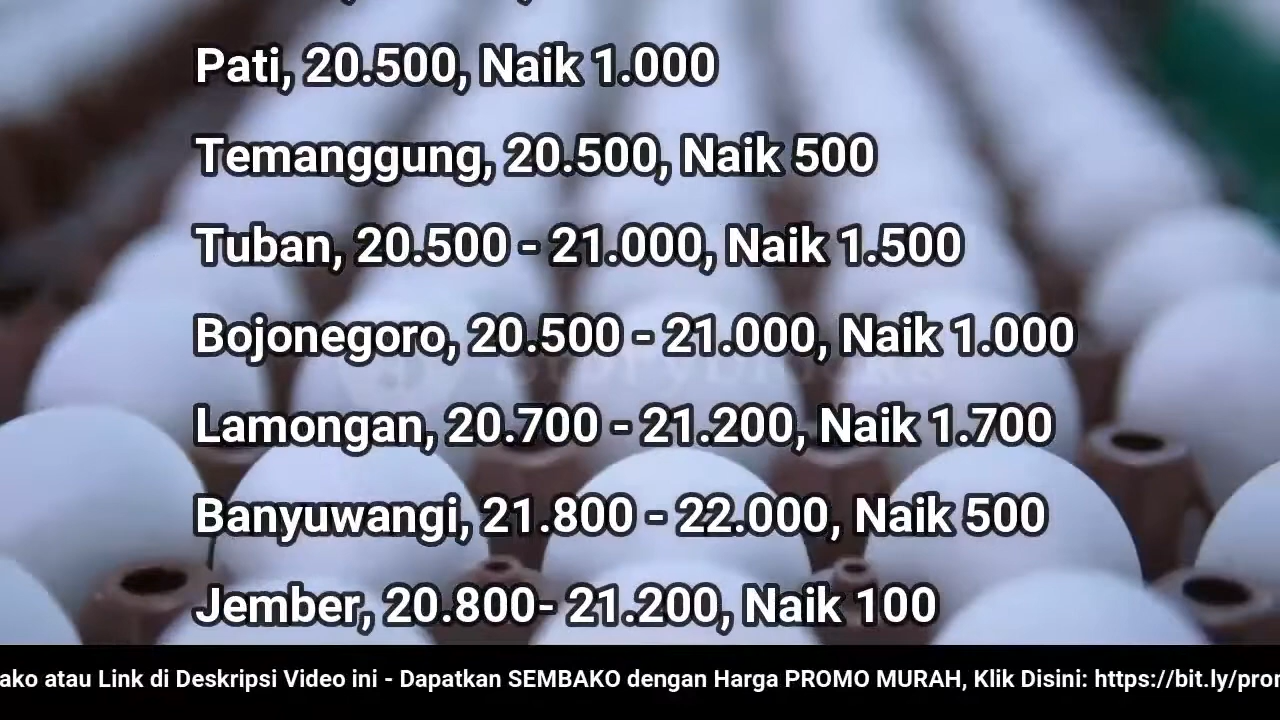 Pati, 20.500, Naik 1.000
Temanggung, 20.500, Naik 500
Tuban, 20.500 - 21.000, Naik 1.500
Bojonegoro, 20.500 - 21.000, Naik 1.000
Lamongan, 20.700 - 21.200, Naik 1.700
Banyuwangi, 21.800 - 22.000, Naik 500
Jember, 20.800- 21.200, Naik 100
ako atau Link di Deskripsi Video ini - Dapatkan SEMBAKO dengan Harga PROMO MURAH, Klik Disini: https://bit.ly/pro